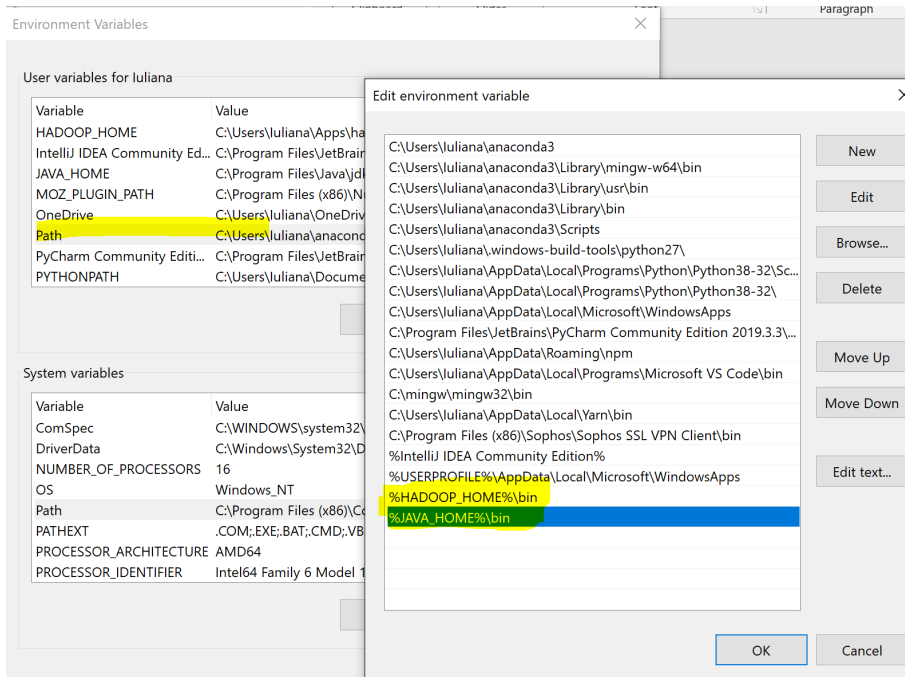 Paragraph
Environment Variables
User variables for Iuliana
Variable Value
HADOOP_HOME C:\Users\Iuliana\Apps\ha
IntelliJ IDEA Community Ed... C:\Program Files\JetBrain
JAVA_HOME C:\Program Files\Java\jdk
MOZ_PLUGIN_PATH C:\Program Files (x86)\Nu
OneDrive C:\Users\Iuliana\OneDriv
Path C:\Users\Iuliana\anacond
PyCharm Community Editi... C:\Program Files\JetBrain
PYTHONPATH C:\Users\Iuliana\Docume
System variables
Variable Value
ComSpec C:\WINDOWS\system32\
DriverData C:\Windows\System32\D
NUMBER_OF_PROCESSORS 16
OS Windows_NT
Path C:\Program Files (x86)\Co
PATHEXT .COM;.EXE;.BAT;.CMD;.VB
PROCESSOR_ARCHITECTURE AMD64
PROCESSOR_IDENTIFIER Intel64 Family 6 Model 1
Edit environment variable
C:\Users\Iuliana\anaconda3
C:\Users\Iuliana\anaconda3\Library\mingw-w64\bin
C:\Users\Iuliana\anaconda3\Library\usr\bin
C:\Users\Iuliana\anaconda3\Library\bin
C:\Users\Iuliana\anaconda3\Scripts
C:\Users\Iuliana\.windows-build-tools\python27\
C:\Users\Iuliana\AppData\Local\Programs\Python\Python38-32\Sc...
C:\Users\Iuliana\AppData\Local\Programs\Python\Python38-32\
C:\Users\Iuliana\AppData\Local\Microsoft\WindowsApps
C:\Program Files\JetBrains\PyCharm Community Edition 2019.3.3\...
C:\Users\Iuliana\AppData\Roaming\npm
C:\Users\Iuliana\AppData\Local\Programs\Microsoft VS Code\bin
C:\mingw\mingw32\bin
C:\Users\Iuliana\AppData\Local\Yarn\bin
C:\Program Files (x86)\Sophos\Sophos SSL VPN Client\bin
%IntelliJ IDEA Community Edition%
%USERPROFILE%\AppData\Local\Microsoft\WindowsApps
%HADOOP_HOME%\bin
%JAVA_HOME%\bin
New
Edit
Browse...
Delete
Move Up
Move Down
Edit text...
OK
Cancel